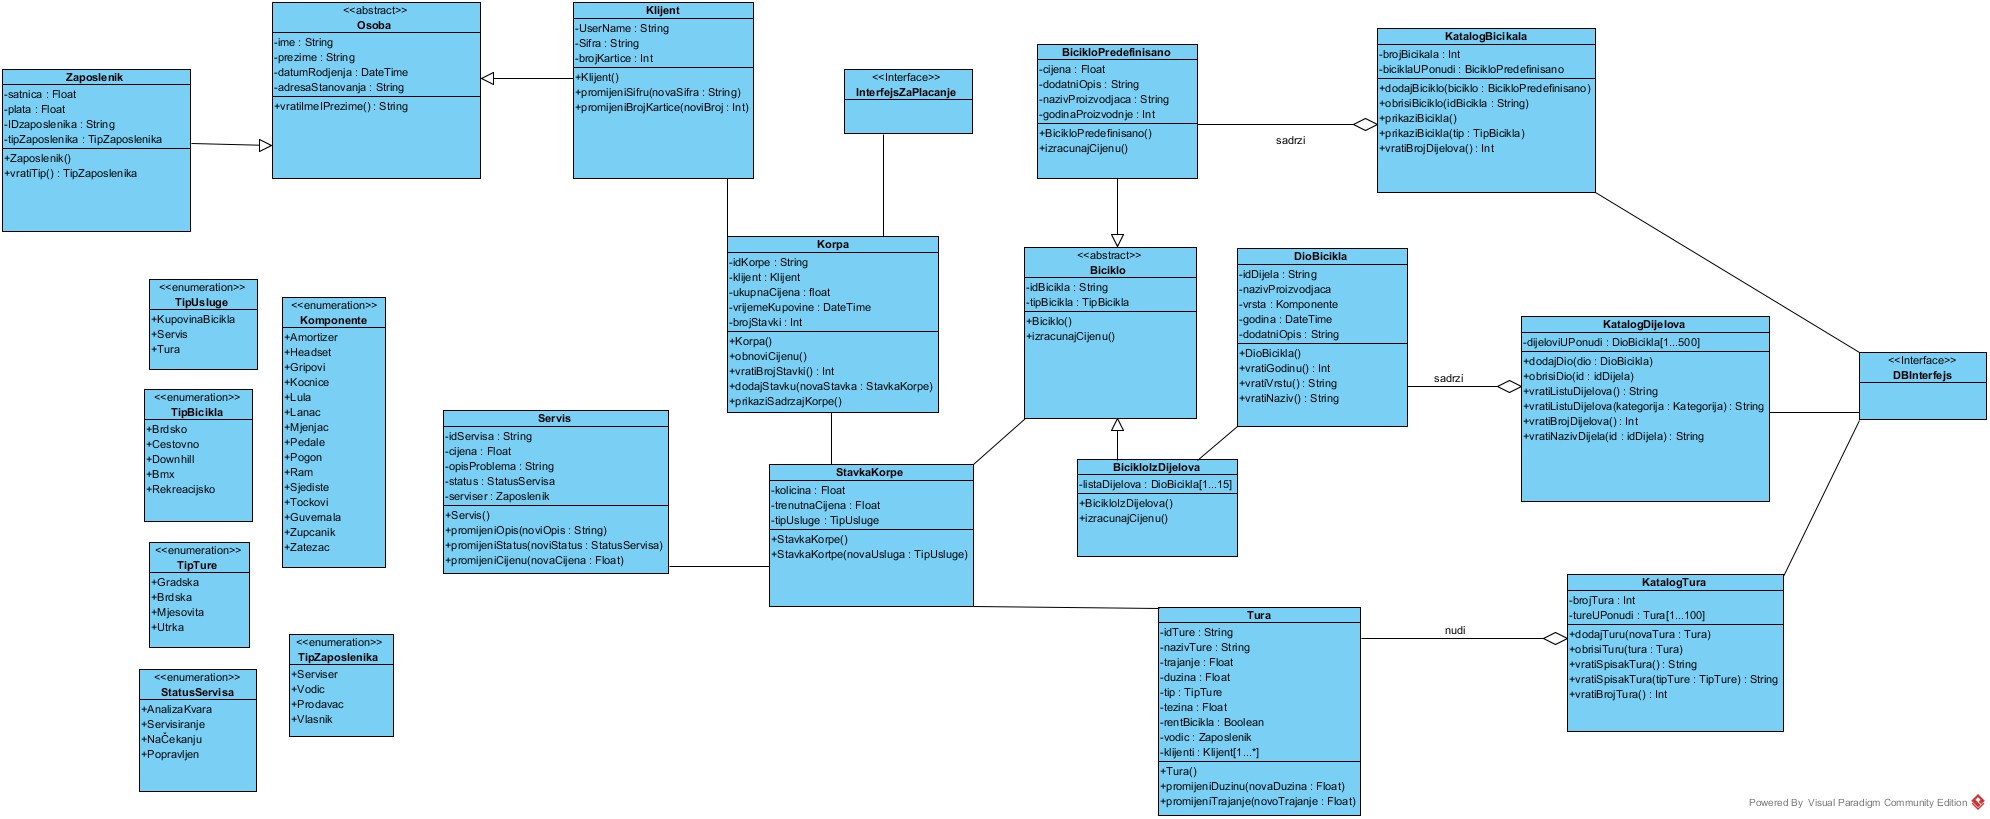 Zaposlenik
-satnica : Float
-plata : Float
-IDzaposlenika : String
-tipZaposlenika : TipZaposlenika
+Zaposlenik()
+vratiTip() : TipZaposlenika
<<abstract>>
Osoba
-ime : String
-prezime : String
-datumRodjenja : DateTime
-adresaStanovanja : String
+vratiImeIPrezime() : String
Klijent
-UserName : String
-Sifra : String
-brojKartice : Int
+Klijent()
+promijeniSifru(novaSifra : String)
+promijeniBrojKartice(noviBroj : Int)
<<Interface>>
InterfejsZaPlacanje
BicikloPredefinisano
-cijena : Float
-dodatniOpis : String
-nazivProizvodjaca : String
-godinaProizvodnje : Int
+BicikloPredefinisano()
+izracunajCijenu()
sadrzi
KatalogBicikala
-brojBicikala : Int
-biciklaUPonudi : BicikloPredefinisano
+dodajBiciklo(biciklo : BicikloPredefinisano)
+obrisiBiciklo(idBicikla : String)
+prikaziBicikla()
+prikaziBicikla(tip : TipBicikla)
+vratiBrojDijelova() : Int
Korpa
-idKorpe : String
-klijent : Klijent
-ukupnaCijena : float
-vrijemeKupovine : DateTime
-brojStavki : Int
+Korpa()
+obnoviCijenu()
+vratiBrojStavki() : Int
+dodajStavku(novaStavka : StavkaKorpe)
+prikaziSadrzajKorpe()
<<abstract>>
Biciklo
-idBicikla : String
-tipBicikla : TipBicikla
+Biciklo()
+izracunajCijenu()
DioBicikla
-idDijela : String
-nazivProizvodjaca
-vrsta : Komponente
-godina : DateTime
-dodatniOpis : String
+DioBicikla()
+vratiGodinu() : Int
+vratiVrstu() : String
+vratiNaziv() : String
sadrzi
KatalogDijelova
-dijeloviUPonudi : DioBicikla[1...500]
+dodajDio(dio : DioBicikla)
+obrisiDio(id : idDijela)
+vratiListuDijelova() : String
+vratiListuDijelova(kategorija : Kategorija) : String
+vratiBrojDijelova() : Int
+vratiNazivDijela(id : idDijela) : String
<<Interface>>
DBInterfejs
<<enumeration>>
TipUsluge
+KupovinaBicikla
+Servis
+Tura
<<enumeration>>
Komponente
+Amortizer
+Headset
+Gripovi
+Kocnice
+Lula
+Lanac
+Mjenjac
+Pedale
+Pogon
+Ram
+Sjediste
+Tockovi
+Guvernala
+Zupcanik
+Zatezac
<<enumeration>>
TipBicikla
+Brdsko
+Cestovno
+Downhill
+Bmx
+Rekreacijsko
Servis
-idServisa : String
-cijena : Float
-opisProblema : String
-status : StatusServisa
-serviser : Zaposlenik
+Servis()
+promijeniOpis(noviOpis : String)
+promijeniStatus(noviStatus : StatusServisa)
+promijeniCijenu(novaCijena : Float)
StavkaKorpe
-kolicina : Float
-trenutnaCijena : Float
-tipUsluge : TipUsluge
+StavkaKorpe()
+StavkaKortpe(novaUsluga : TipUsluge)
BicikloIzDijelova
-listaDijelova : DioBicikla[1...15]
+BicikloIzDijelova()
+izracunajCijenu()
<<enumeration>>
TipTure
+Gradska
+Brdska
+Mjesovita
+Utrka
<<enumeration>>
TipZaposlenika
+Serviser
+Vodic
+Prodavac
+Vlasnik
<<enumeration>>
StatusServisa
+AnalizaKvara
+Servisiranje
+NaČekanju
+Popravljen
Tura
-idTure : String
-nazivTure : String
-trajanje : Float
-duzina : Float
-tip : TipTure
-tezina : Float
-rentBicikla : Boolean
-vodic : Zaposlenik
-klijenti : Klijent[1...*]
+Tura()
+promijeniDuzinu(novaDuzina : Float)
+promijeniTrajanje(novoTrajanje : Float)
nudi
KatalogTura
-brojTura : Int
-tureUPonudi : Tura[1...100]
+dodajTuru(novaTura : Tura)
+obrisiTuru(tura : Tura)
+vratiSpisakTura() : String
+vratiSpisakTura(tipTure : TipTure) : String
+vratiBrojTura() : Int
Powered By Visual Paradigm Community Edition